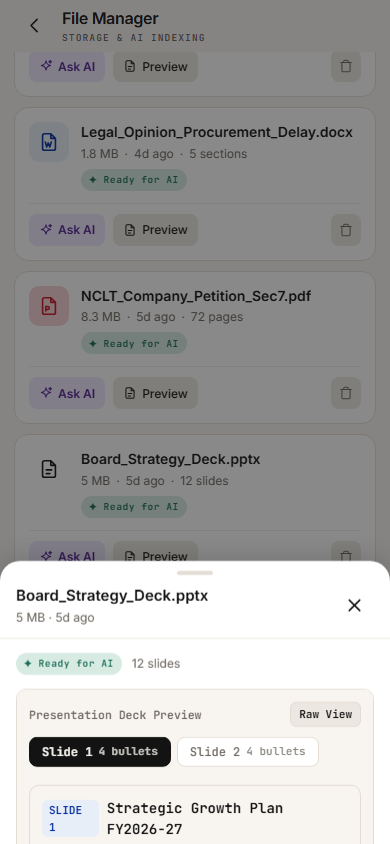 File Manager
STORAGE & AI INDEXING
Ask AI Preview
Legal_Opinion_Procurement_Delay.docx
1.8 MB · 4d ago · 5 sections
Ready for AI
Ask AI Preview
NCLT_Company_Petition_Sec7.pdf
8.3 MB · 5d ago · 72 pages
Ready for AI
Ask AI Preview
Board_Strategy_Deck.pptx
5 MB · 5d ago · 12 slides
Ready for AI
Ask AI Preview
Board_Strategy_Deck.pptx
5 MB · 5d ago
Ready for AI 12 slides
Presentation Deck Preview Raw View
Slide 1 4 bullets Slide 2 4 bullets
SLIDE 1
Strategic Growth Plan
FY2026-27